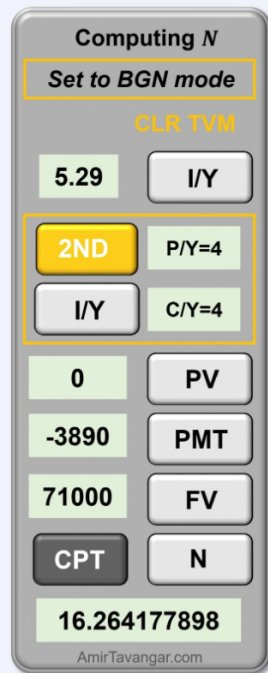 Computing N
Set to BGN mode
CLR TVM
5.29 I/Y
2ND P/Y=4
I/Y C/Y=4
0 PV
-3890 PMT
71000 FV
CPT N
16.264177898
AmirTavangar.com